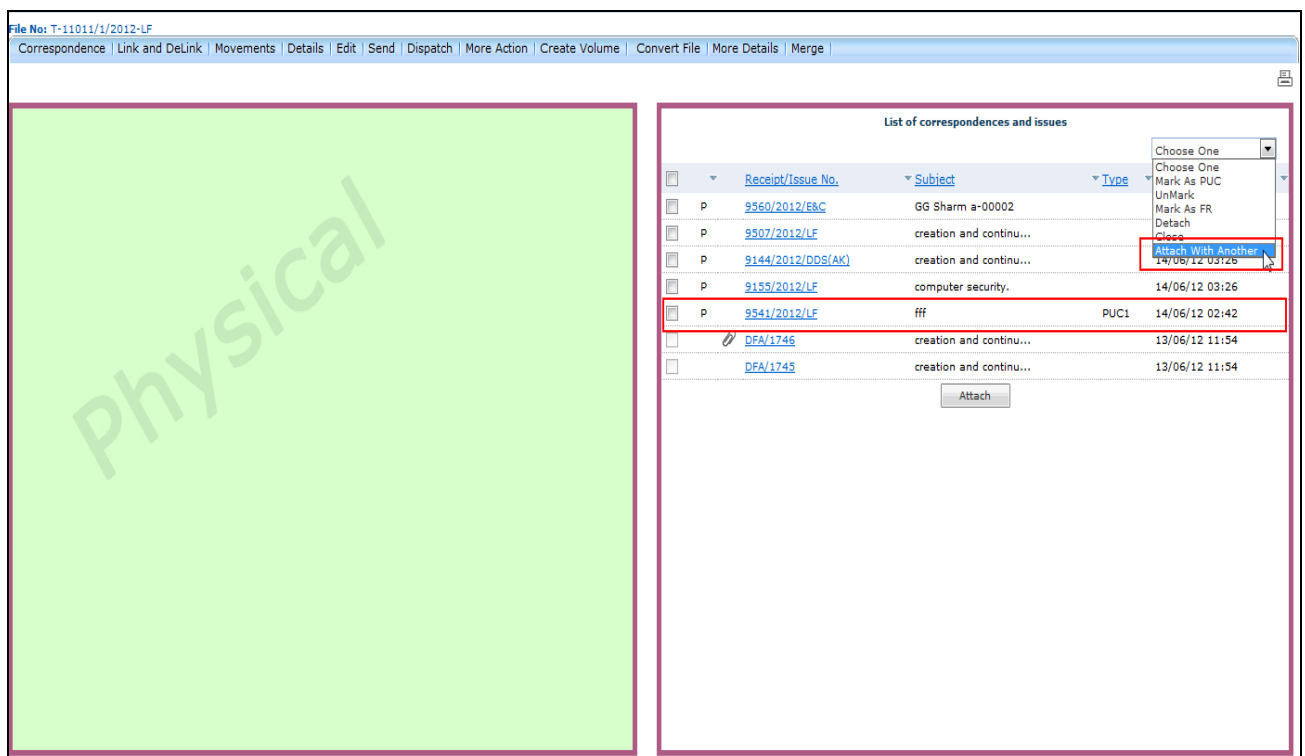 File No: T-11011/1/2012-LF
Correspondence | Link and DeLink | Movements | Details | Edit | Send | Dispatch | More Action | Create Volume | Convert File | More Details | Merge |
Physical
List of correspondences and issues
Choose One
Choose One
Mark As PUC
UnMark
Mark As FR
Detach
Close
Attach With Another
Receipt/Issue No. Subject Type
P 9560/2012/E&C GG Sharm a-00002
P 9507/2012/LF creation and continu...
P 9144/2012/DDS(AK) creation and continu... 14/06/12 03:26
P 9155/2012/LF computer security. 14/06/12 03:26
P 9541/2012/LF fff PUC1 14/06/12 02:42
DFA/1746 creation and continu... 13/06/12 11:54
DFA/1745 creation and continu... 13/06/12 11:54
Attach